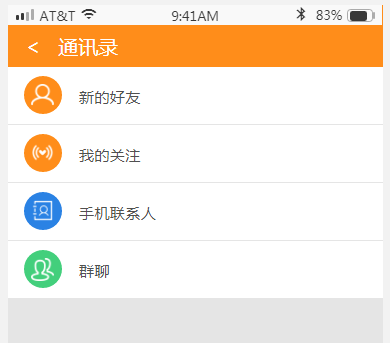 AT&T 9:41AM 83%
< 通讯录
新的好友
我的关注
手机联系人
群聊